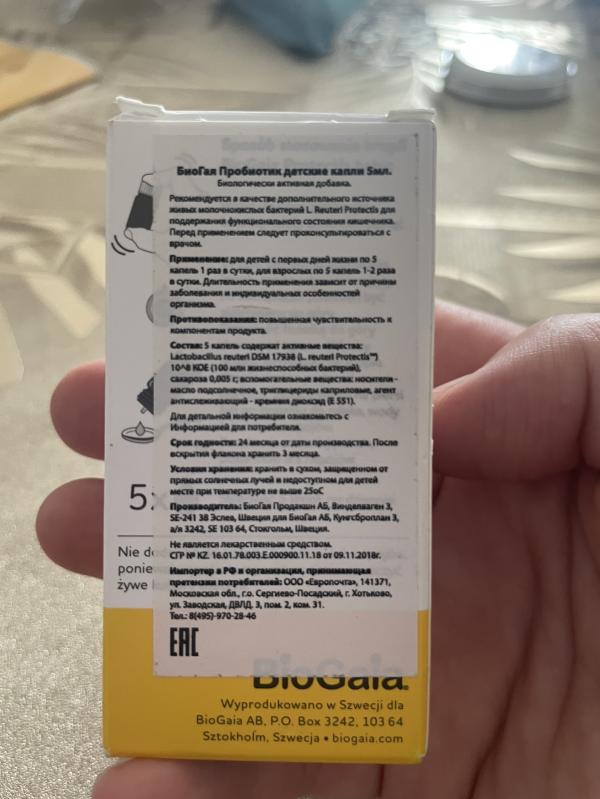 БиоГая Пробиотик детские капли 5мл.
Биологически активная добавка.
Рекомендуется в качестве дополнительного источника
живых молочнокислых бактерий L. Reuteri Protectis для
поддержания функционального состояния кишечника.
Перед применением следует проконсультироваться с
врачом.
Применение: для детей с первых дней жизни по 5
капель 1 раз в сутки, для взрослых по 5 капель 1-2 раза
в сутки. Длительность применения зависит от причины
заболевания и индивидуальных особенностей
организма.
Противопоказания: повышенная чувствительность к
компонентам продукта.
Состав: 5 капель содержат активные вещества:
Lactobacillus reuteri DSM 17938 (L. reuteri Protectis™)
10^8 КОЕ (100 млн жизнеспособных бактерий),
сахароза 0,005 г; вспомогательные вещества: носители -
масло подсолнечное, триглицериды каприловые, агент
антислеживающий - кремния диоксид (Е 551).
Для детальной информации ознакомьтесь с
Информацией для потребителя.
Срок годности: 24 месяца от даты производства. После
вскрытия флакона хранить 3 месяца.
Условия хранения: хранить в сухом, защищенном от
прямых солнечных лучей и недоступном для детей
месте при температуре не выше 25оС
Производитель: БиоГая Продакшн АБ, Винделваген 3,
SE-241 38 Эслев, Швеция для БиоГая АБ, Кунгсброплан 3,
а/я 3242, SE 103 64, Стокгольм, Швеция.
Не является лекарственным средством.
СГР № KZ. 16.01.78.003.Е.000900.11.18 от 09.11.2018г.
Импортер в РФ и организация, принимающая
претензии потребителей: ООО «Европочта», 141371,
Московская обл., г.о. Сергиево-Посадский, г. Хотьково,
ул. Заводская, ДВЛД. 3, пом. 2, ком. 31.
Тел.: 8(495)-970-28-46
EAC
5x
Nie do
poniew
żywe
BioGaia
Wyprodukowano w Szwecji dla
BioGaia AB, P.O. Box 3242, 103 64
Sztokholm, Szwecja • biogaia.com